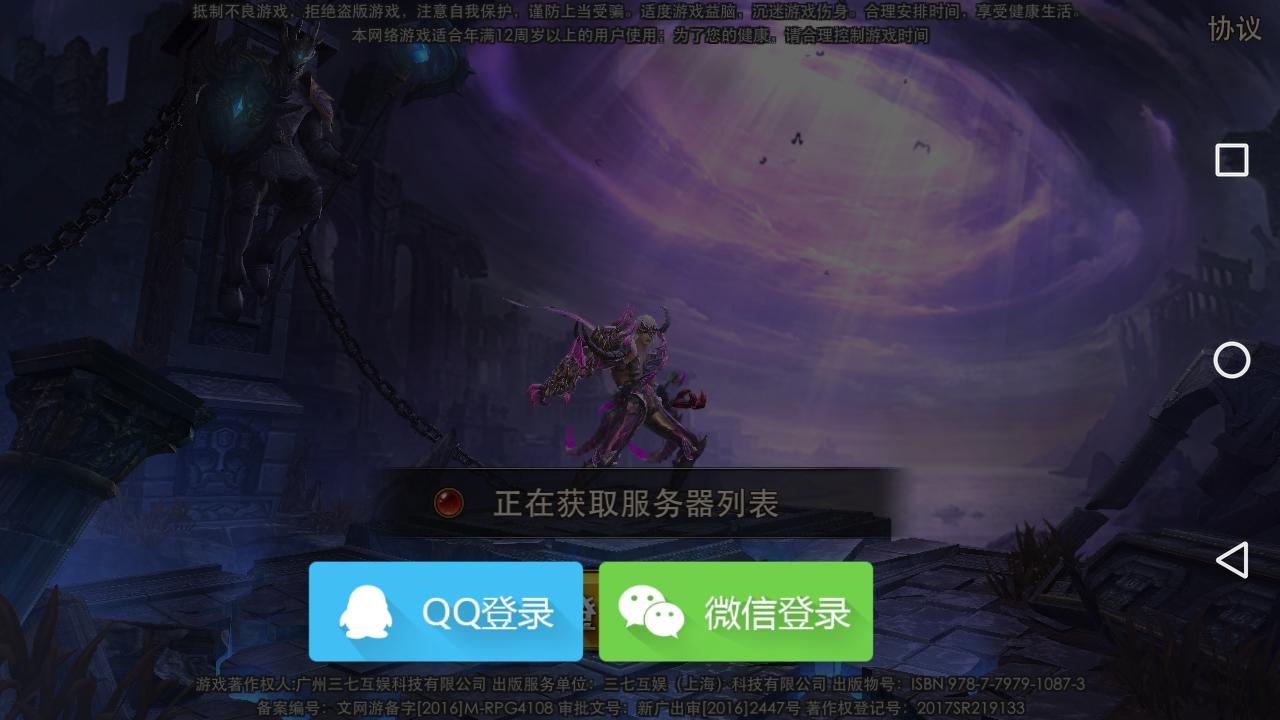 抵制不良游戏，拒绝盗版游戏，注意自我保护，谨防上当受骗。适度游戏益脑，沉迷游戏伤身。合理安排时间，享受健康生活。
本网络游戏适合年满12周岁以上的用户使用；为了您的健康，请合理控制游戏时间
协议
正在获取服务器列表
QQ登录
微信登录
游戏著作权人:广州三七互娱科技有限公司 出版服务单位：三七互娱（上海）科技有限公司 出版物号：ISBN 978-7-7979-1087-3
备案编号：文网游备字[2016]M-RPG4108 审批文号：新广出审[2016]2447号 著作权登记号：2017SR219133